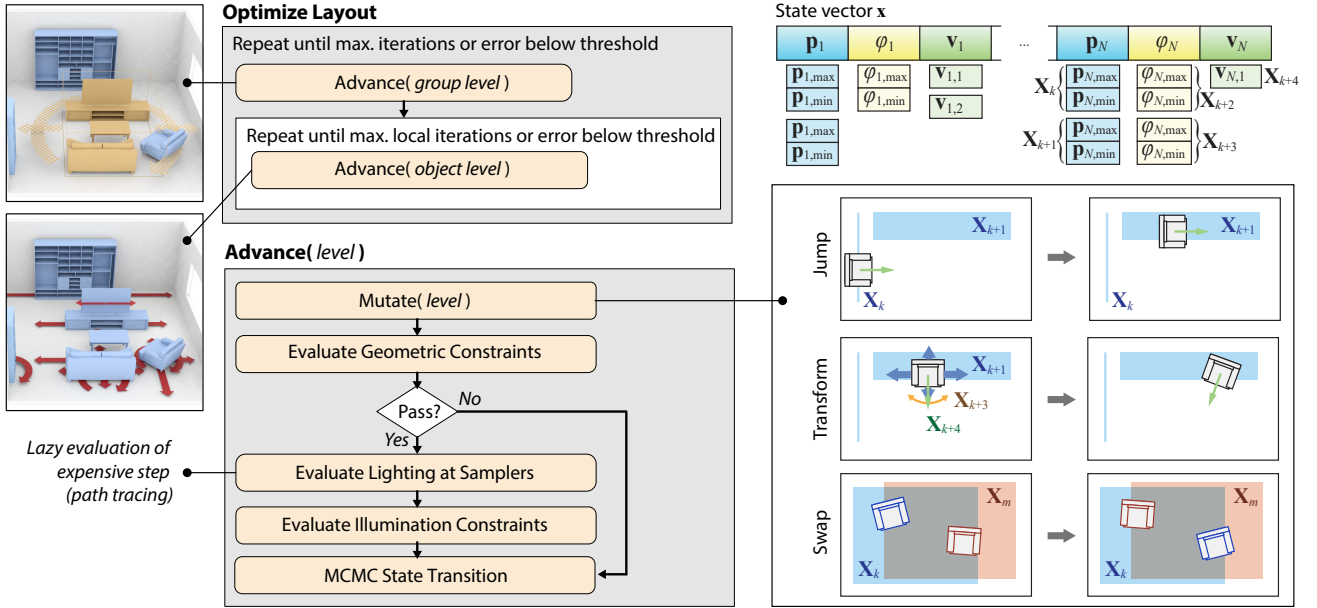 Optimize Layout
Repeat until max. iterations or error below threshold
Advance( group level )
Repeat until max. local iterations or error below threshold
Advance( object level )
Advance( level )
Mutate( level )
Evaluate Geometric Constraints
Pass?
No
Yes
Lazy evaluation of
expensive step
(path tracing)
Evaluate Lighting at Samplers
Evaluate Illumination Constraints
MCMC State Transition
State vector x
p1 φ1 v1 ... pN φN vN
p1,max φ1,max v1,1 Xk pN,max φN,max vN,1 Xk+4
p1,min φ1,min v1,2 pN,min φN,min Xk+2
p1,max Xk+1 pN,max φN,max Xk+3
p1,min pN,min φN,min
Jump
Xk+1
Xk
Xk+1
Xk
Transform
Xk+1
Xk+3
Xk+4
Swap
Xm
Xk
Xm
Xk